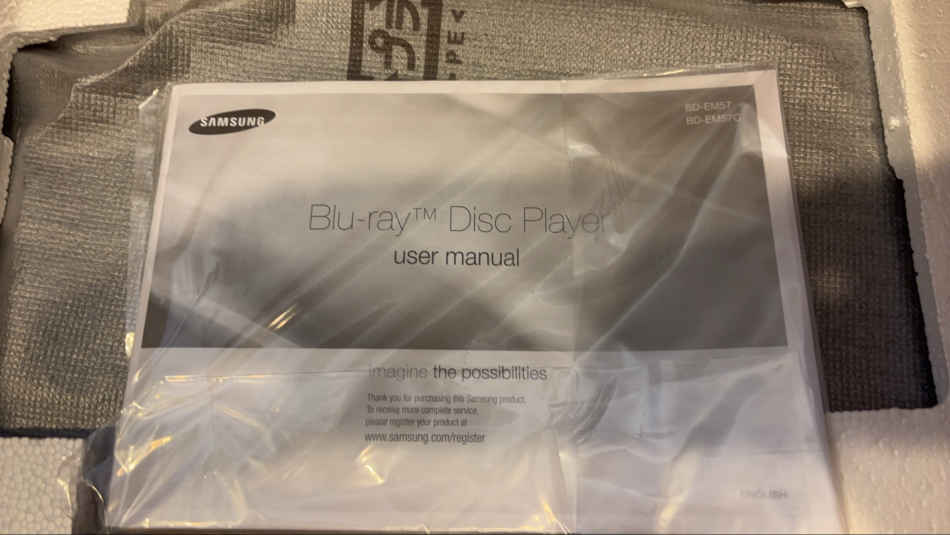 SAMSUNG
BD-EM57
BD-EM57C
Blu-ray™ Disc Player
user manual
imagine the possibilities
Thank you for purchasing this Samsung product.
To receive more complete service,
please register your product at
www.samsung.com/register
ENGLISH